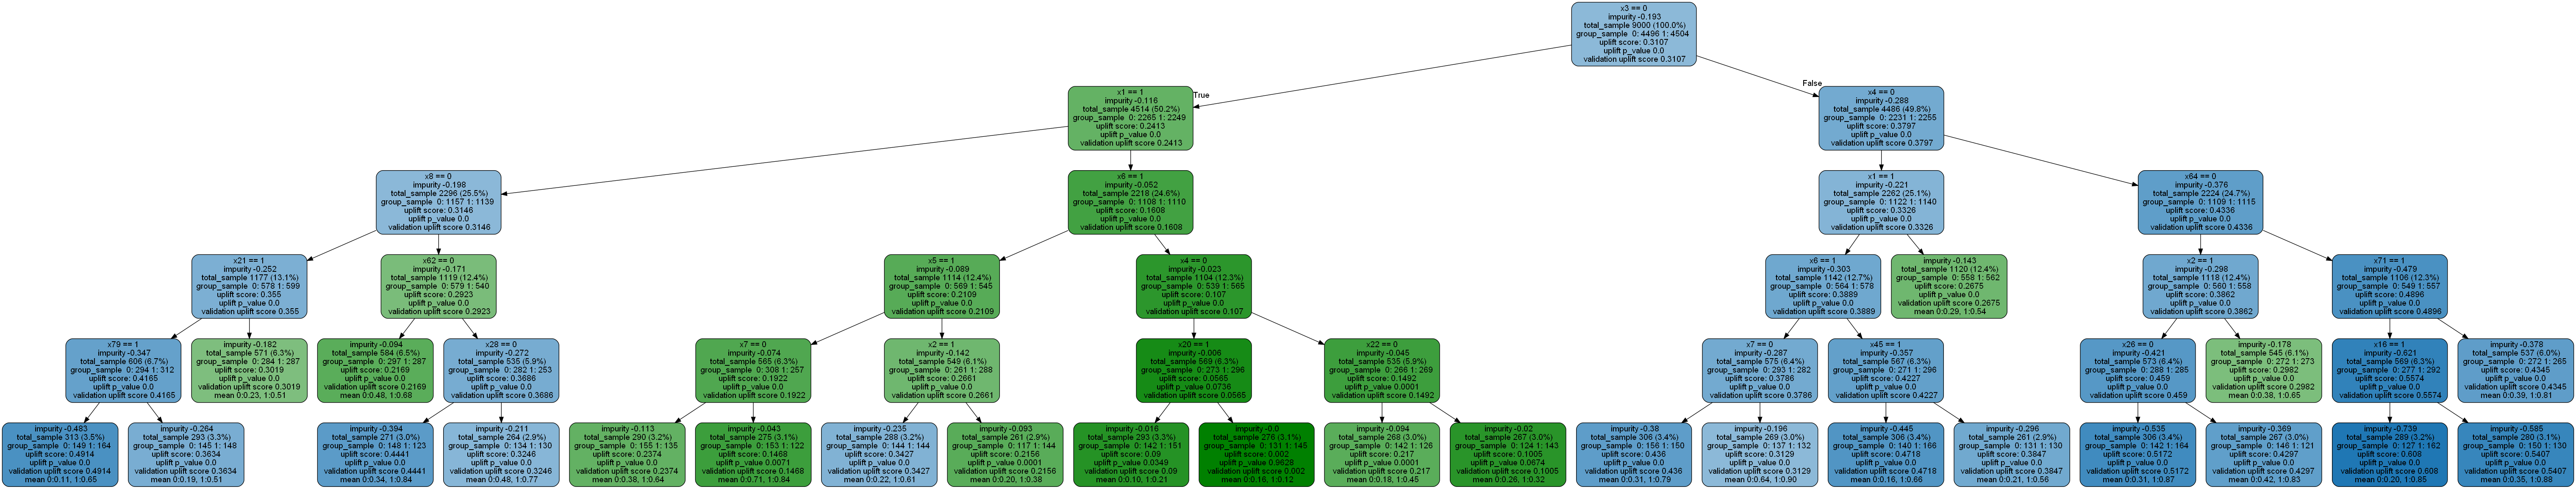 x3 == 0
impurity -0.193
total_sample 9000 (100.0%)
group_sample 0: 4496 1: 4504
uplift score: 0.3107
uplift p_value 0.0
validation uplift score 0.3107
True
False
x1 == 1
impurity -0.116
total_sample 4514 (50.2%)
group_sample 0: 2265 1: 2249
uplift score: 0.2413
uplift p_value 0.0
validation uplift score 0.2413
x4 == 0
impurity -0.288
total_sample 4486 (49.8%)
group_sample 0: 2231 1: 2255
uplift score: 0.3797
uplift p_value 0.0
validation uplift score 0.3797
x8 == 0
impurity -0.198
total_sample 2296 (25.5%)
group_sample 0: 1157 1: 1139
uplift score: 0.3146
uplift p_value 0.0
validation uplift score 0.3146
x6 == 1
impurity -0.052
total_sample 2218 (24.6%)
group_sample 0: 1108 1: 1110
uplift score: 0.1608
uplift p_value 0.0
validation uplift score 0.1608
x1 == 1
impurity -0.221
total_sample 2262 (25.1%)
group_sample 0: 1122 1: 1140
uplift score: 0.3326
uplift p_value 0.0
validation uplift score 0.3326
x64 == 0
impurity -0.376
total_sample 2224 (24.7%)
group_sample 0: 1109 1: 1115
uplift score: 0.4336
uplift p_value 0.0
validation uplift score 0.4336
x21 == 1
impurity -0.252
total_sample 1177 (13.1%)
group_sample 0: 578 1: 599
uplift score: 0.355
uplift p_value 0.0
validation uplift score 0.355
x62 == 0
impurity -0.171
total_sample 1119 (12.4%)
group_sample 0: 579 1: 540
uplift score: 0.2923
uplift p_value 0.0
validation uplift score 0.2923
x5 == 1
impurity -0.089
total_sample 1114 (12.4%)
group_sample 0: 569 1: 545
uplift score: 0.2109
uplift p_value 0.0
validation uplift score 0.2109
x4 == 0
impurity -0.023
total_sample 1104 (12.3%)
group_sample 0: 539 1: 565
uplift score: 0.107
uplift p_value 0.0
validation uplift score 0.107
x6 == 1
impurity -0.303
total_sample 1142 (12.7%)
group_sample 0: 564 1: 578
uplift score: 0.3889
uplift p_value 0.0
validation uplift score 0.3889
impurity -0.143
total_sample 1120 (12.4%)
group_sample 0: 558 1: 562
uplift score: 0.2675
uplift p_value 0.0
validation uplift score 0.2675
mean 0:0.29, 1:0.54
x2 == 1
impurity -0.298
total_sample 1118 (12.4%)
group_sample 0: 560 1: 558
uplift score: 0.3862
uplift p_value 0.0
validation uplift score 0.3862
x71 == 1
impurity -0.479
total_sample 1106 (12.3%)
group_sample 0: 549 1: 557
uplift score: 0.4896
uplift p_value 0.0
validation uplift score 0.4896
x79 == 1
impurity -0.347
total_sample 606 (6.7%)
group_sample 0: 294 1: 312
uplift score: 0.4165
uplift p_value 0.0
validation uplift score 0.4165
impurity -0.182
total_sample 571 (6.3%)
group_sample 0: 284 1: 287
uplift score: 0.3019
uplift p_value 0.0
validation uplift score 0.3019
mean 0:0.23, 1:0.51
impurity -0.094
total_sample 584 (6.5%)
group_sample 0: 297 1: 287
uplift score: 0.2169
uplift p_value 0.0
validation uplift score 0.2169
mean 0:0.48, 1:0.68
x28 == 0
impurity -0.272
total_sample 535 (5.9%)
group_sample 0: 282 1: 253
uplift score: 0.3686
uplift p_value 0.0
validation uplift score 0.3686
x7 == 0
impurity -0.074
total_sample 565 (6.3%)
group_sample 0: 308 1: 257
uplift score: 0.1922
uplift p_value 0.0
validation uplift score 0.1922
x2 == 1
impurity -0.142
total_sample 549 (6.1%)
group_sample 0: 261 1: 288
uplift score: 0.2661
uplift p_value 0.0
validation uplift score 0.2661
x20 == 1
impurity -0.006
total_sample 569 (6.3%)
group_sample 0: 273 1: 296
uplift score: 0.0565
uplift p_value 0.0736
validation uplift score 0.0565
x22 == 0
impurity -0.045
total_sample 535 (5.9%)
group_sample 0: 266 1: 269
uplift score: 0.1492
uplift p_value 0.0001
validation uplift score 0.1492
x7 == 0
impurity -0.287
total_sample 575 (6.4%)
group_sample 0: 293 1: 282
uplift score: 0.3786
uplift p_value 0.0
validation uplift score 0.3786
x45 == 1
impurity -0.357
total_sample 567 (6.3%)
group_sample 0: 271 1: 296
uplift score: 0.4227
uplift p_value 0.0
validation uplift score 0.4227
x26 == 0
impurity -0.421
total_sample 573 (6.4%)
group_sample 0: 288 1: 285
uplift score: 0.459
uplift p_value 0.0
validation uplift score 0.459
impurity -0.178
total_sample 545 (6.1%)
group_sample 0: 272 1: 273
uplift score: 0.2982
uplift p_value 0.0
validation uplift score 0.2982
mean 0:0.38, 1:0.65
x16 == 1
impurity -0.621
total_sample 569 (6.3%)
group_sample 0: 277 1: 292
uplift score: 0.5574
uplift p_value 0.0
validation uplift score 0.5574
impurity -0.378
total_sample 537 (6.0%)
group_sample 0: 272 1: 265
uplift score: 0.4345
uplift p_value 0.0
validation uplift score 0.4345
mean 0:0.39, 1:0.81
impurity -0.483
total_sample 313 (3.5%)
group_sample 0: 149 1: 164
uplift score: 0.4914
uplift p_value 0.0
validation uplift score 0.4914
mean 0:0.11, 1:0.65
impurity -0.264
total_sample 293 (3.3%)
group_sample 0: 145 1: 148
uplift score: 0.3634
uplift p_value 0.0
validation uplift score 0.3634
mean 0:0.19, 1:0.51
impurity -0.394
total_sample 271 (3.0%)
group_sample 0: 148 1: 123
uplift score: 0.4441
uplift p_value 0.0
validation uplift score 0.4441
mean 0:0.34, 1:0.84
impurity -0.211
total_sample 264 (2.9%)
group_sample 0: 134 1: 130
uplift score: 0.3246
uplift p_value 0.0
validation uplift score 0.3246
mean 0:0.48, 1:0.77
impurity -0.113
total_sample 290 (3.2%)
group_sample 0: 155 1: 135
uplift score: 0.2374
uplift p_value 0.0
validation uplift score 0.2374
mean 0:0.38, 1:0.64
impurity -0.043
total_sample 275 (3.1%)
group_sample 0: 153 1: 122
uplift score: 0.1468
uplift p_value 0.0071
validation uplift score 0.1468
mean 0:0.71, 1:0.84
impurity -0.235
total_sample 288 (3.2%)
group_sample 0: 144 1: 144
uplift score: 0.3427
uplift p_value 0.0
validation uplift score 0.3427
mean 0:0.22, 1:0.61
impurity -0.093
total_sample 261 (2.9%)
group_sample 0: 117 1: 144
uplift score: 0.2156
uplift p_value 0.0001
validation uplift score 0.2156
mean 0:0.20, 1:0.38
impurity -0.016
total_sample 293 (3.3%)
group_sample 0: 142 1: 151
uplift score: 0.09
uplift p_value 0.0349
validation uplift score 0.09
mean 0:0.10, 1:0.21
impurity -0.0
total_sample 276 (3.1%)
group_sample 0: 131 1: 145
uplift score: 0.002
uplift p_value 0.9628
validation uplift score 0.002
mean 0:0.16, 1:0.12
impurity -0.094
total_sample 268 (3.0%)
group_sample 0: 142 1: 126
uplift score: 0.217
uplift p_value 0.0001
validation uplift score 0.217
mean 0:0.18, 1:0.45
impurity -0.02
total_sample 267 (3.0%)
group_sample 0: 124 1: 143
uplift score: 0.1005
uplift p_value 0.0674
validation uplift score 0.1005
mean 0:0.26, 1:0.32
impurity -0.38
total_sample 306 (3.4%)
group_sample 0: 156 1: 150
uplift score: 0.436
uplift p_value 0.0
validation uplift score 0.436
mean 0:0.31, 1:0.79
impurity -0.196
total_sample 269 (3.0%)
group_sample 0: 137 1: 132
uplift score: 0.3129
uplift p_value 0.0
validation uplift score 0.3129
mean 0:0.64, 1:0.90
impurity -0.445
total_sample 306 (3.4%)
group_sample 0: 140 1: 166
uplift score: 0.4718
uplift p_value 0.0
validation uplift score 0.4718
mean 0:0.16, 1:0.66
impurity -0.296
total_sample 261 (2.9%)
group_sample 0: 131 1: 130
uplift score: 0.3847
uplift p_value 0.0
validation uplift score 0.3847
mean 0:0.21, 1:0.56
impurity -0.535
total_sample 306 (3.4%)
group_sample 0: 142 1: 164
uplift score: 0.5172
uplift p_value 0.0
validation uplift score 0.5172
mean 0:0.31, 1:0.87
impurity -0.369
total_sample 267 (3.0%)
group_sample 0: 146 1: 121
uplift score: 0.4297
uplift p_value 0.0
validation uplift score 0.4297
mean 0:0.42, 1:0.83
impurity -0.739
total_sample 289 (3.2%)
group_sample 0: 127 1: 162
uplift score: 0.608
uplift p_value 0.0
validation uplift score 0.608
mean 0:0.20, 1:0.85
impurity -0.585
total_sample 280 (3.1%)
group_sample 0: 150 1: 130
uplift score: 0.5407
uplift p_value 0.0
validation uplift score 0.5407
mean 0:0.35, 1:0.88